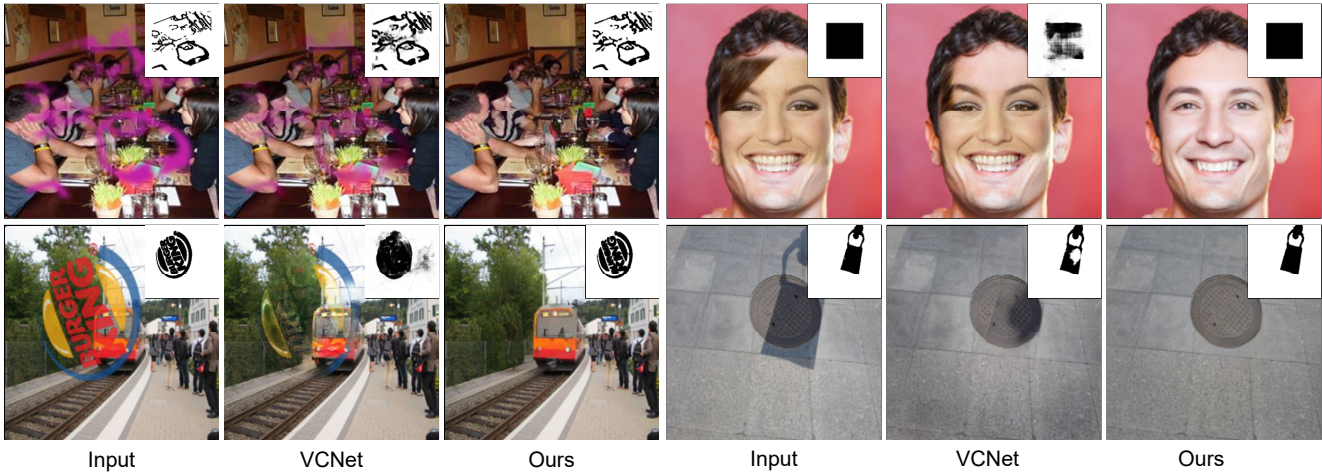 BURGER
KING
Input
VCNet
Ours
Input
VCNet
Ours